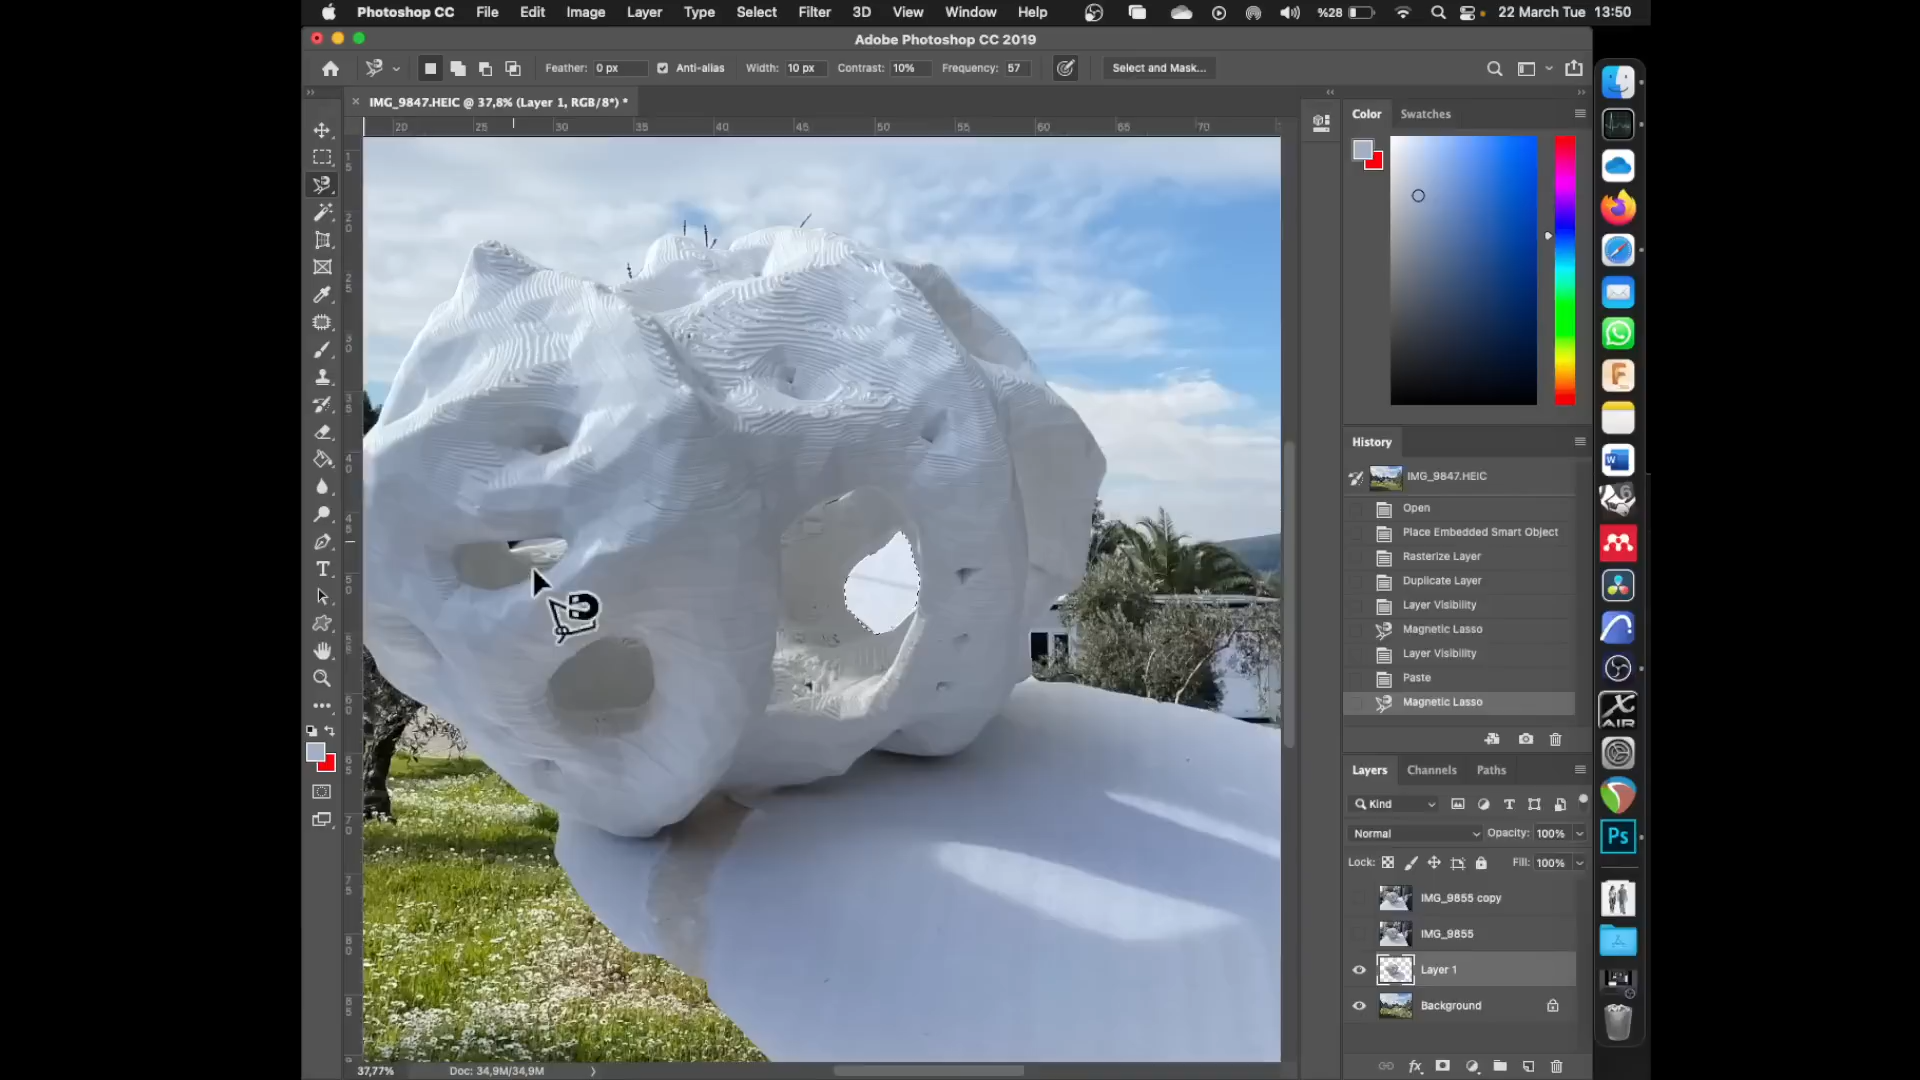 Photoshop CC File Edit Image Layer Type Select Filter 3D View Window Help %28 22 March Tue 13:50
Adobe Photoshop CC 2019
Feather: 0 px Anti-alias Width: 10 px Contrast: 10% Frequency: 57 Select and Mask...
IMG_9847.HEIC @ 37,8% (Layer 1, RGB/8*) *
20 25 30 35 40 45 50 55 60 65 70
Color Swatches
History
IMG_9847.HEIC
Open
Place Embedded Smart Object
Rasterize Layer
Duplicate Layer
Layer Visibility
Magnetic Lasso
Layer Visibility
Paste
Magnetic Lasso
Layers Channels Paths
Kind
Normal Opacity: 100%
Lock: Fill: 100%
IMG_9855 copy
IMG_9855
Layer 1
Background
fx
37,77% Doc: 34,9M/34,9M
F
W
6
X
AIR
Ps